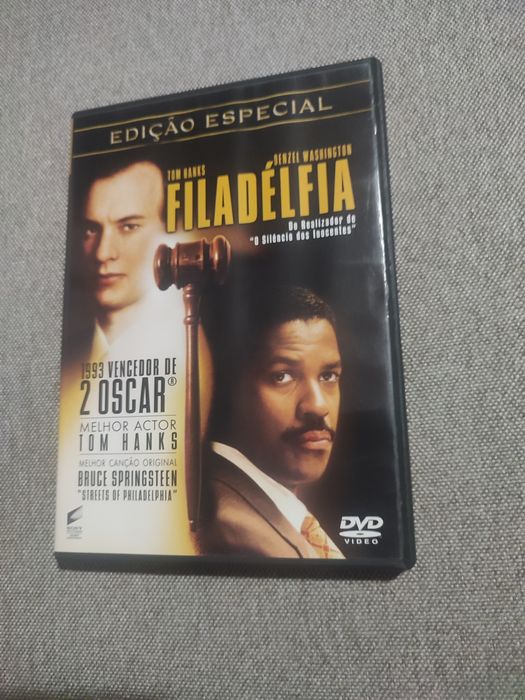 EDIÇÃO ESPECIAL
TOM HANKS
DENZEL WASHINGTON
FILADÉLFIA
Do Realizador de
"O Silêncio dos Inocentes"
1993 VENCEDOR DE
2 OSCAR®
MELHOR ACTOR
TOM HANKS
MELHOR CANÇÃO ORIGINAL
BRUCE SPRINGSTEEN
"STREETS OF PHILADELPHIA"
SONY
DVD
VIDEO